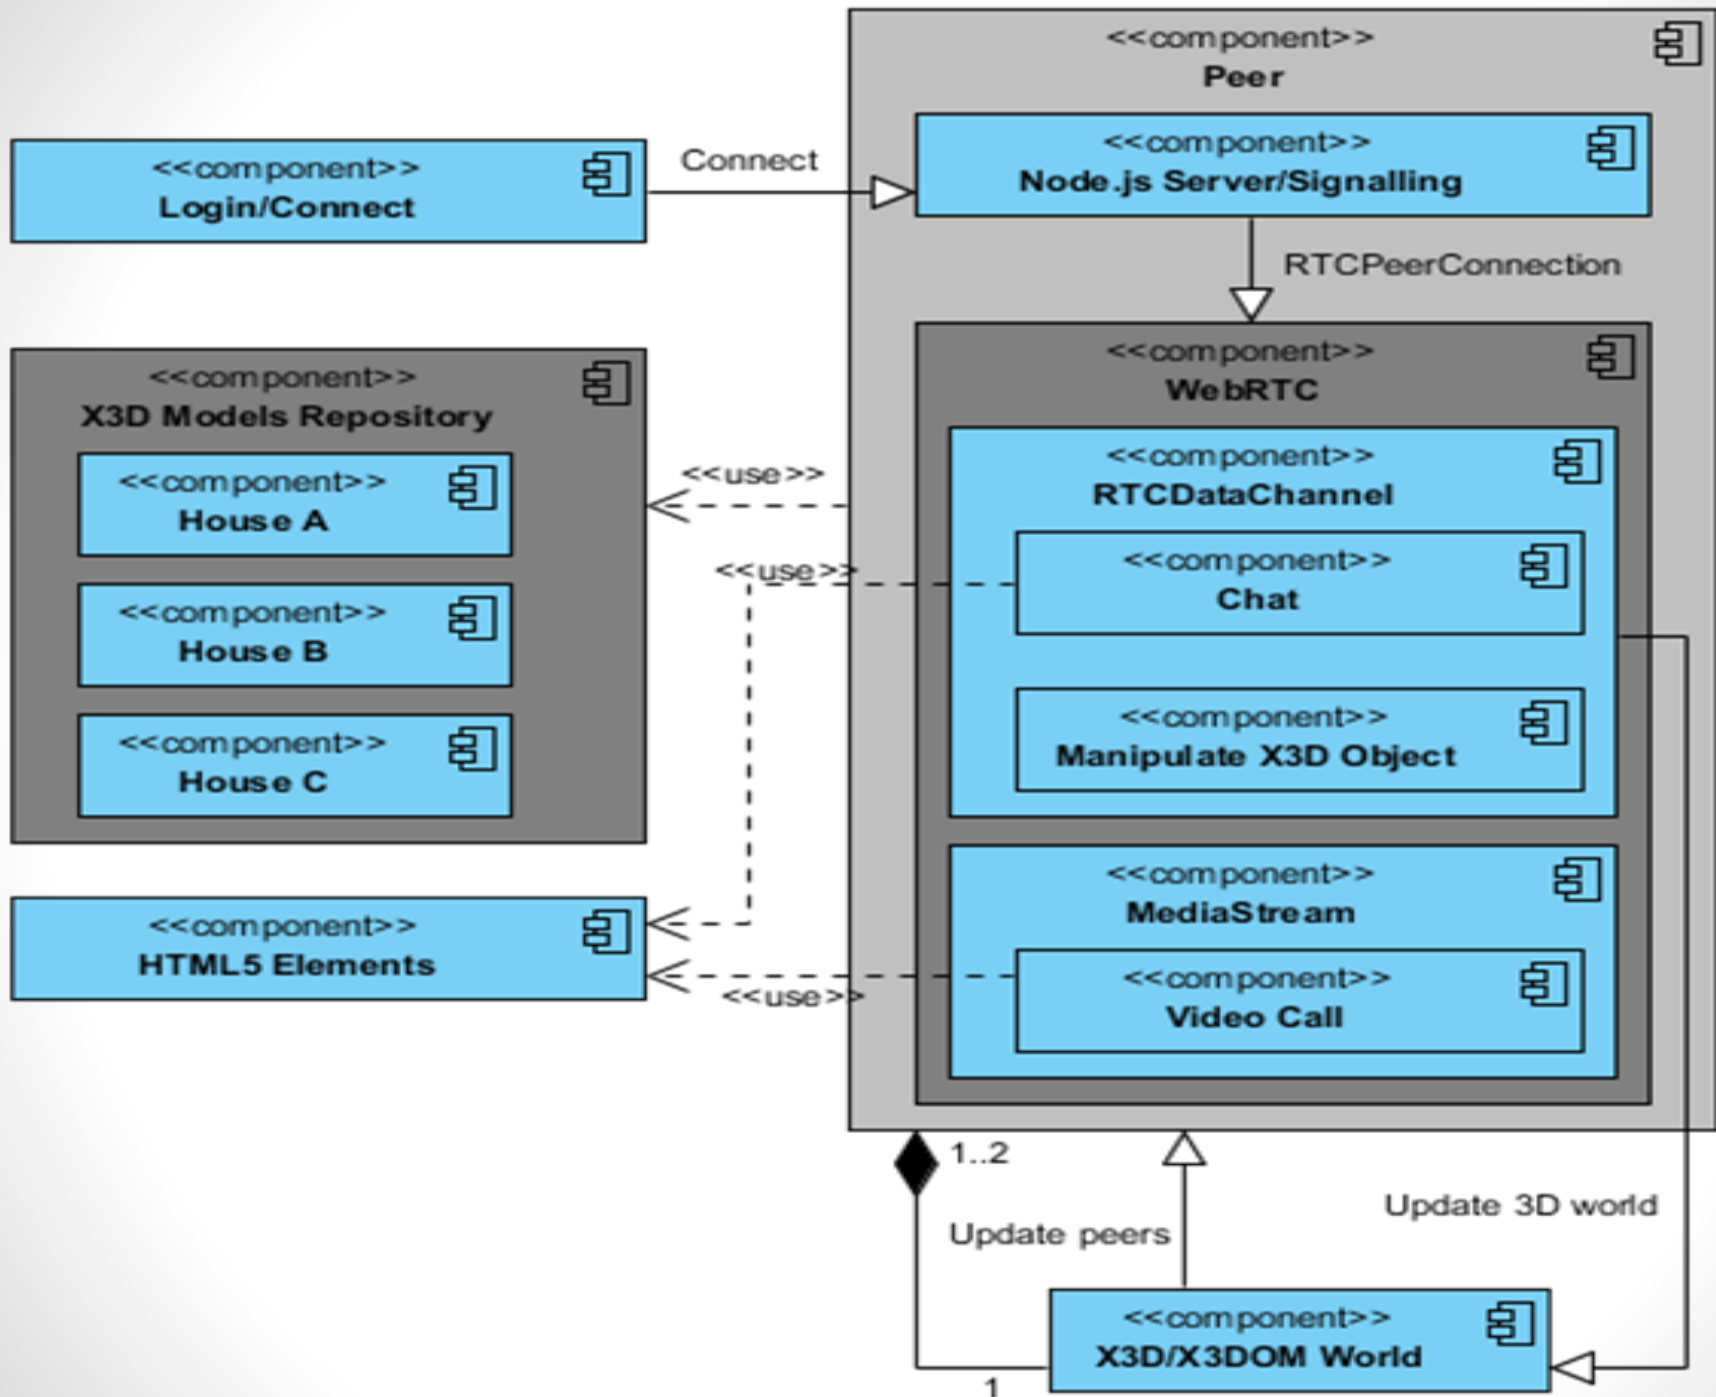 <<component>>
Peer
<<component>>
Login/Connect
Connect
<<component>>
Node.js Server/Signalling
RTCPeerConnection
<<component>>
X3D Models Repository
<<component>>
House A
<<component>>
House B
<<component>>
House C
<<component>>
HTML5 Elements
<<use>>
<<use>>
<<use>>
<<component>>
WebRTC
<<component>>
RTCDataChannel
<<component>>
Chat
<<component>>
Manipulate X3D Object
<<component>>
MediaStream
<<component>>
Video Call
1..2
Update peers
Update 3D world
<<component>>
X3D/X3DOM World
1